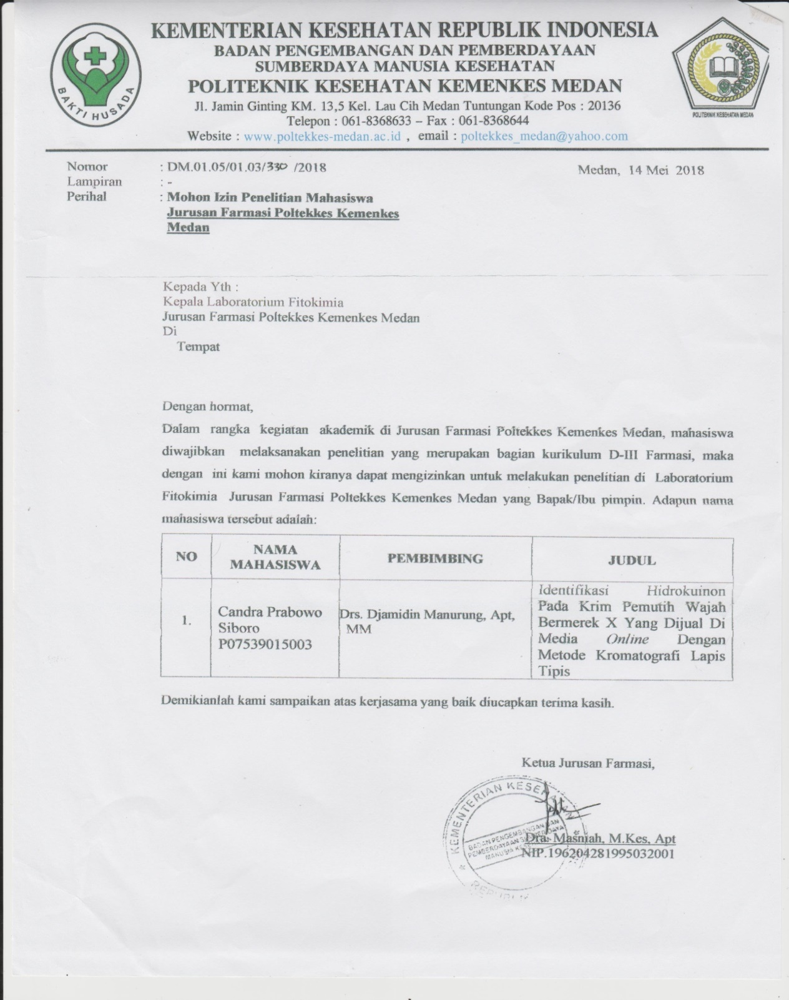 KEMENTERIAN KESEHATAN REPUBLIK INDONESIA
BADAN PENGEMBANGAN DAN PEMBERDAYAAN
SUMBERDAYA MANUSIA KESEHATAN
POLITEKNIK KESEHATAN KEMENKES MEDAN
Jl. Jamin Ginting KM. 13,5 Kel. Lau Cih Medan Tuntungan Kode Pos : 20136
Telepon : 061-8368633 – Fax : 061-8368644
Website : www.poltekkes-medan.ac.id , email : poltekkes_medan@yahoo.com
BAKTI HUSADA
POLITEKNIK KESEHATAN MEDAN
Nomor : DM.01.05/01.03/330 /2018
Medan, 14 Mei 2018
Lampiran : -
Perihal : Mohon Izin Penelitian Mahasiswa
Jurusan Farmasi Poltekkes Kemenkes
Medan
Kepada Yth :
Kepala Laboratorium Fitokimia
Jurusan Farmasi Poltekkes Kemenkes Medan
Di
Tempat
Dengan hormat,
Dalam rangka kegiatan akademik di Jurusan Farmasi Poltekkes Kemenkes Medan, mahasiswa
diwajibkan melaksanakan penelitian yang merupakan bagian kurikulum D-III Farmasi, maka
dengan ini kami mohon kiranya dapat mengizinkan untuk melakukan penelitian di Laboratorium
Fitokimia Jurusan Farmasi Poltekkes Kemenkes Medan yang Bapak/Ibu pimpin. Adapun nama
mahasiswa tersebut adalah:
NO
NAMA
MAHASISWA
PEMBIMBING
JUDUL
1.
Candra Prabowo
Siboro
P07539015003
Drs. Djamidin Manurung, Apt,
MM
Identifikasi Hidrokuinon
Pada Krim Pemutih Wajah
Bermerek X Yang Dijual Di
Media Online Dengan
Metode Kromatografi Lapis
Tipis
Demikianlah kami sampaikan atas kerjasama yang baik diucapkan terima kasih.
Ketua Jurusan Farmasi,
KEMENTERIAN KESEHATAN
BADAN PENGEMBANGAN DAN
PEMBERDAYAAN SUMBER DAYA
MANUSIA KESEHATAN
REPUBLIK
Dra. Masniah, M.Kes, Apt
NIP.196204281995032001